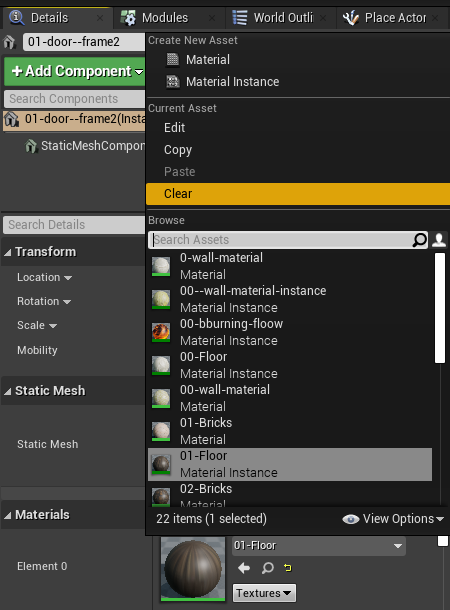 Details
Modules
World Outli
Place Actor
01-door--frame2
+ Add Component
Search Components
01-door--frame2(Insta
StaticMeshCompo
Search Details
Transform
Location
Rotation
Scale
Mobility
Static Mesh
Static Mesh
Materials
Element 0
Create New Asset
Material
Material Instance
Current Asset
Edit
Copy
Paste
Clear
Browse
Search Assets
0-wall-material
Material
00--wall-material-instance
Material Instance
00-bburning-floow
Material Instance
00-Floor
Material Instance
00-wall-material
Material
01-Bricks
Material
01-Floor
Material Instance
02-Bricks
Material
22 items (1 selected)
View Options
01-Floor
Textures